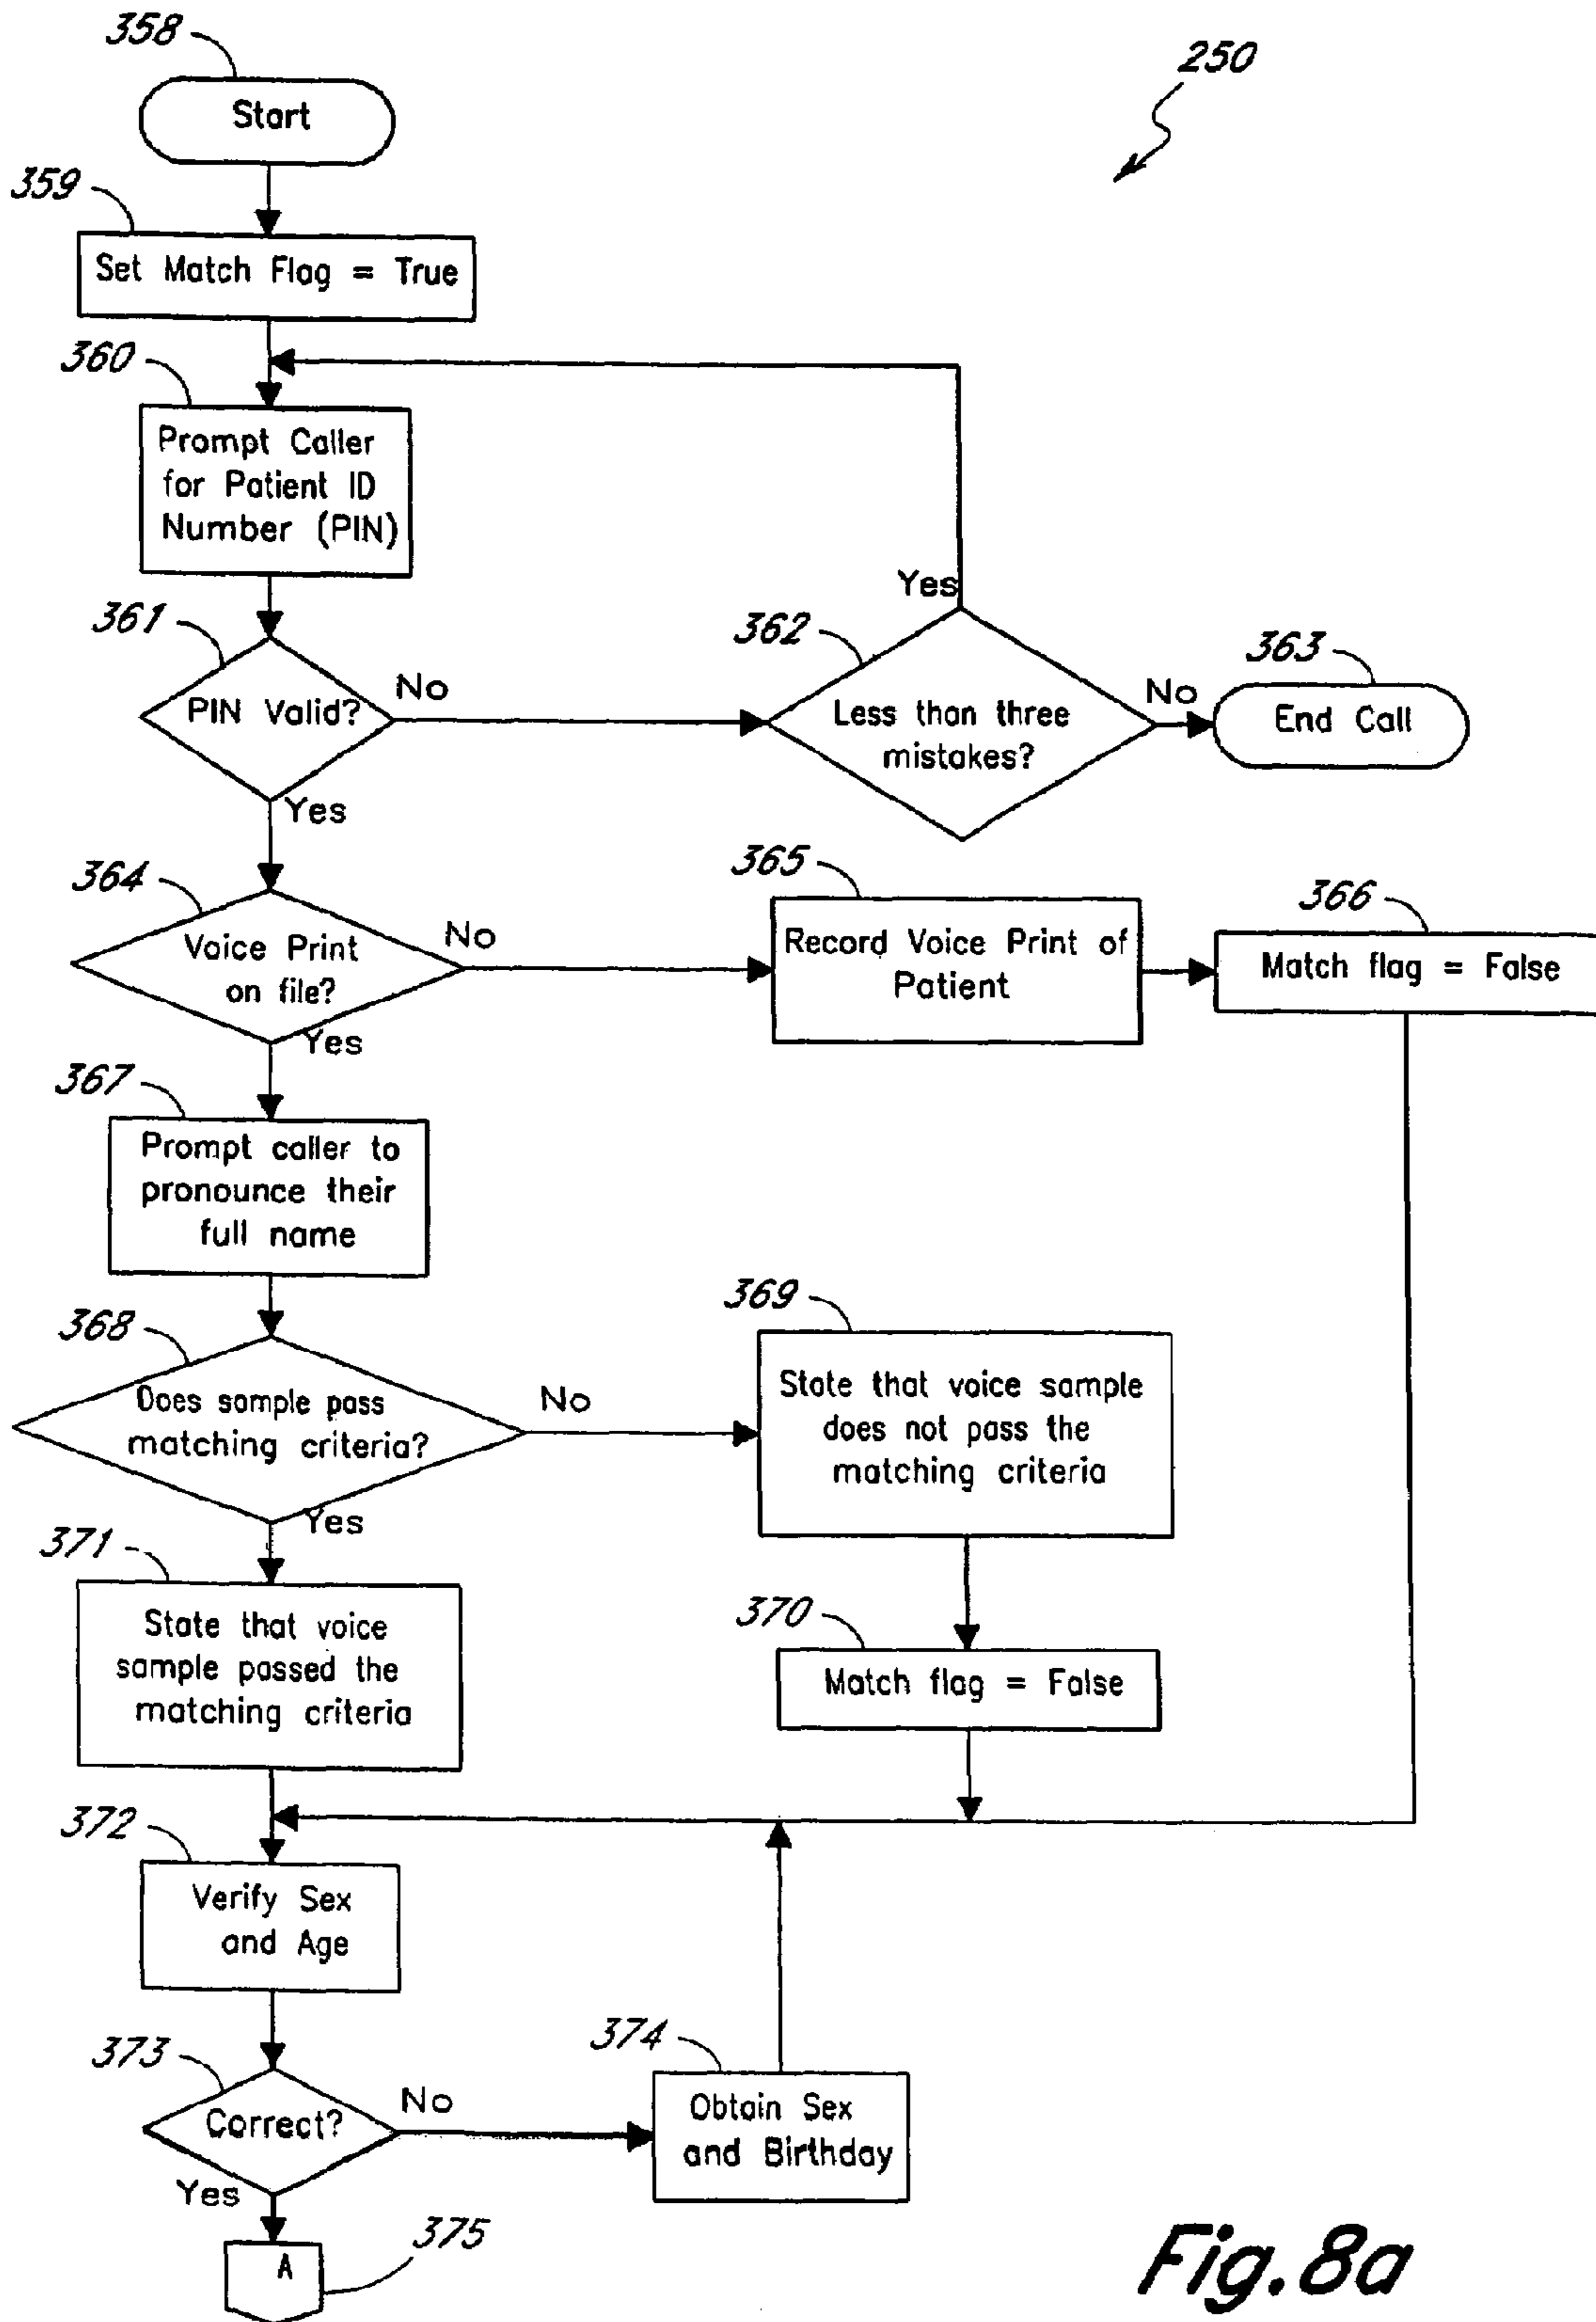 358
Start
250
359
Set Match Flag = True
360
Prompt Caller
for Patient ID
Number (PIN)
361
PIN Valid?
No
Yes
362
Less than three
mistakes?
Yes
No
363
End Call
364
Voice Print
on file?
No
Yes
365
Record Voice Print of
Patient
366
Match flag = False
367
Prompt caller to
pronounce their
full name
368
Does sample pass
matching criteria?
No
Yes
369
State that voice sample
does not pass the
matching criteria
370
Match flag = False
371
State that voice
sample passed the
matching criteria
372
Verify Sex
and Age
373
Correct?
No
Yes
374
Obtain Sex
and Birthday
A
375
Fig.8a